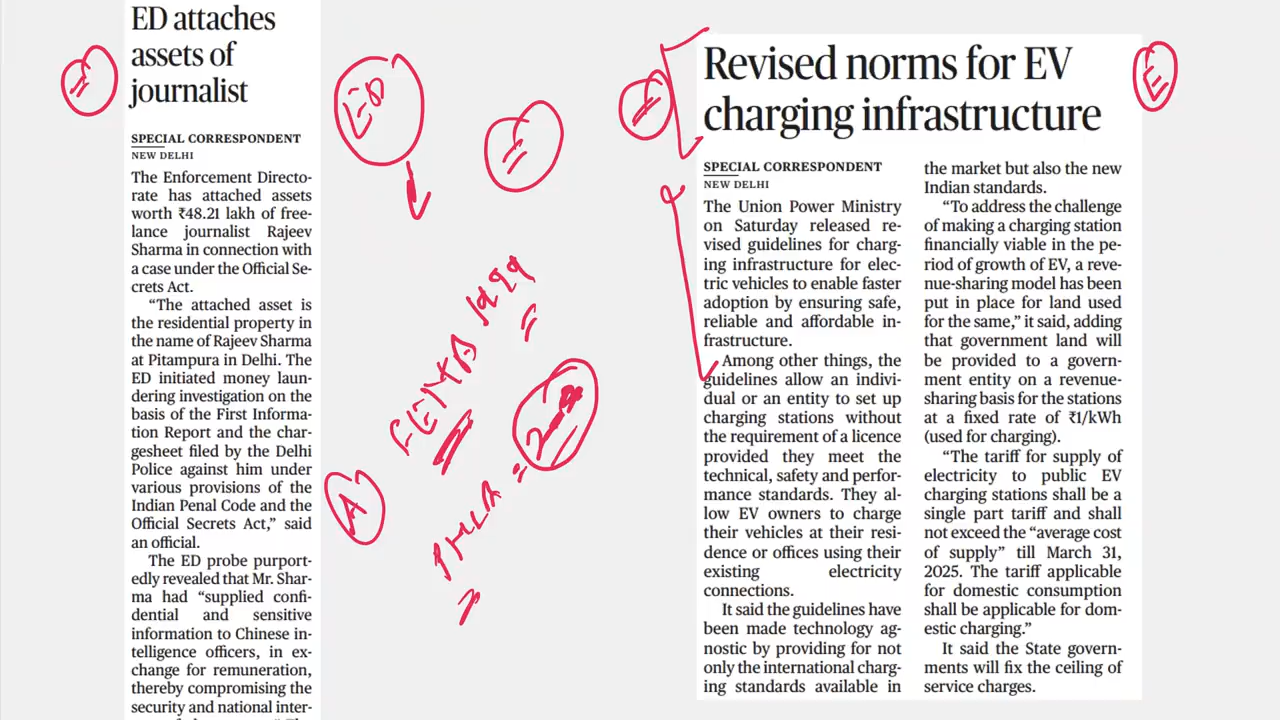 ED attaches
assets of
journalist
SPECIAL CORRESPONDENT
NEW DELHI
The Enforcement Directo-
rate has attached assets
worth ₹48.21 lakh of free-
lance journalist Rajeev
Sharma in connection with
a case under the Official Se-
crets Act.
“The attached asset is
the residential property in
the name of Rajeev Sharma
at Pitampura in Delhi. The
ED initiated money laun-
dering investigation on the
basis of the First Informa-
tion Report and the char-
gesheet filed by the Delhi
Police against him under
various provisions of the
Indian Penal Code and the
Official Secrets Act,” said
an official.
The ED probe purport-
edly revealed that Mr. Shar-
ma had “supplied confi-
dential and sensitive
information to Chinese in-
telligence officers, in ex-
change for remuneration,
thereby compromising the
security and national inter-
ED
FEMA 1999
PMLA =
A
Revised norms for EV
charging infrastructure
E
SPECIAL CORRESPONDENT
NEW DELHI
The Union Power Ministry
on Saturday released re-
vised guidelines for charg-
ing infrastructure for elec-
tric vehicles to enable faster
adoption by ensuring safe,
reliable and affordable in-
frastructure.
Among other things, the
guidelines allow an indivi-
dual or an entity to set up
charging stations without
the requirement of a licence
provided they meet the
technical, safety and perfor-
mance standards. They al-
low EV owners to charge
their vehicles at their resi-
dence or offices using their
existing electricity
connections.
It said the guidelines have
been made technology ag-
nostic by providing for not
only the international charg-
ing standards available in
the market but also the new
Indian standards.
“To address the challenge
of making a charging station
financially viable in the pe-
riod of growth of EV, a reve-
nue-sharing model has been
put in place for land used
for the same,” it said, adding
that government land will
be provided to a govern-
ment entity on a revenue-
sharing basis for the stations
at a fixed rate of ₹1/kWh
(used for charging).
“The tariff for supply of
electricity to public EV
charging stations shall be a
single part tariff and shall
not exceed the “average cost
of supply” till March 31,
2025. The tariff applicable
for domestic consumption
shall be applicable for dom-
estic charging.”
It said the State govern-
ments will fix the ceiling of
service charges.